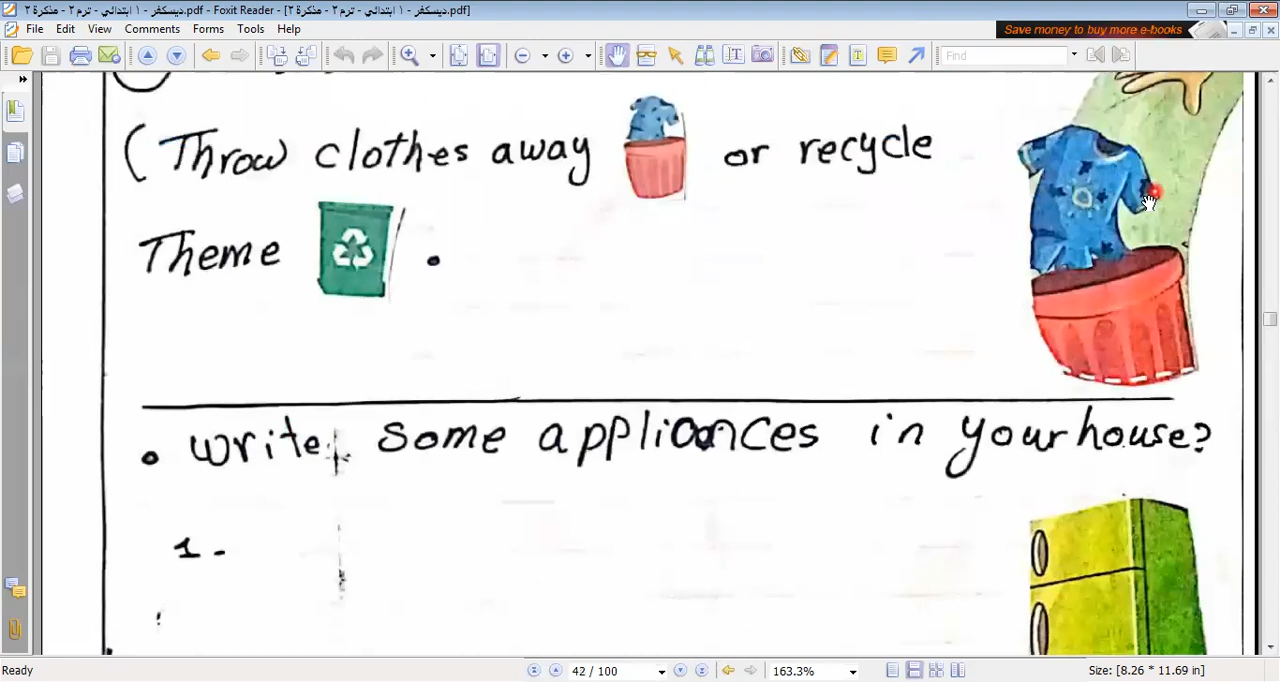 ديسكفر - ١ ابتدائي - ترم ٢ - مذكرة ٢.pdf - Foxit Reader - [ديسكفر - ١ ابتدائي - ترم ٢ - مذكرة ٢.pdf]
File Edit View Comments Forms Tools Help
Save money to buy more e-books
Find
(Throw clothes away or recycle
Theme .
• Write some appliances in your house?
1 -
Ready
42 / 100
163.3%
Size: [8.26 * 11.69 in]